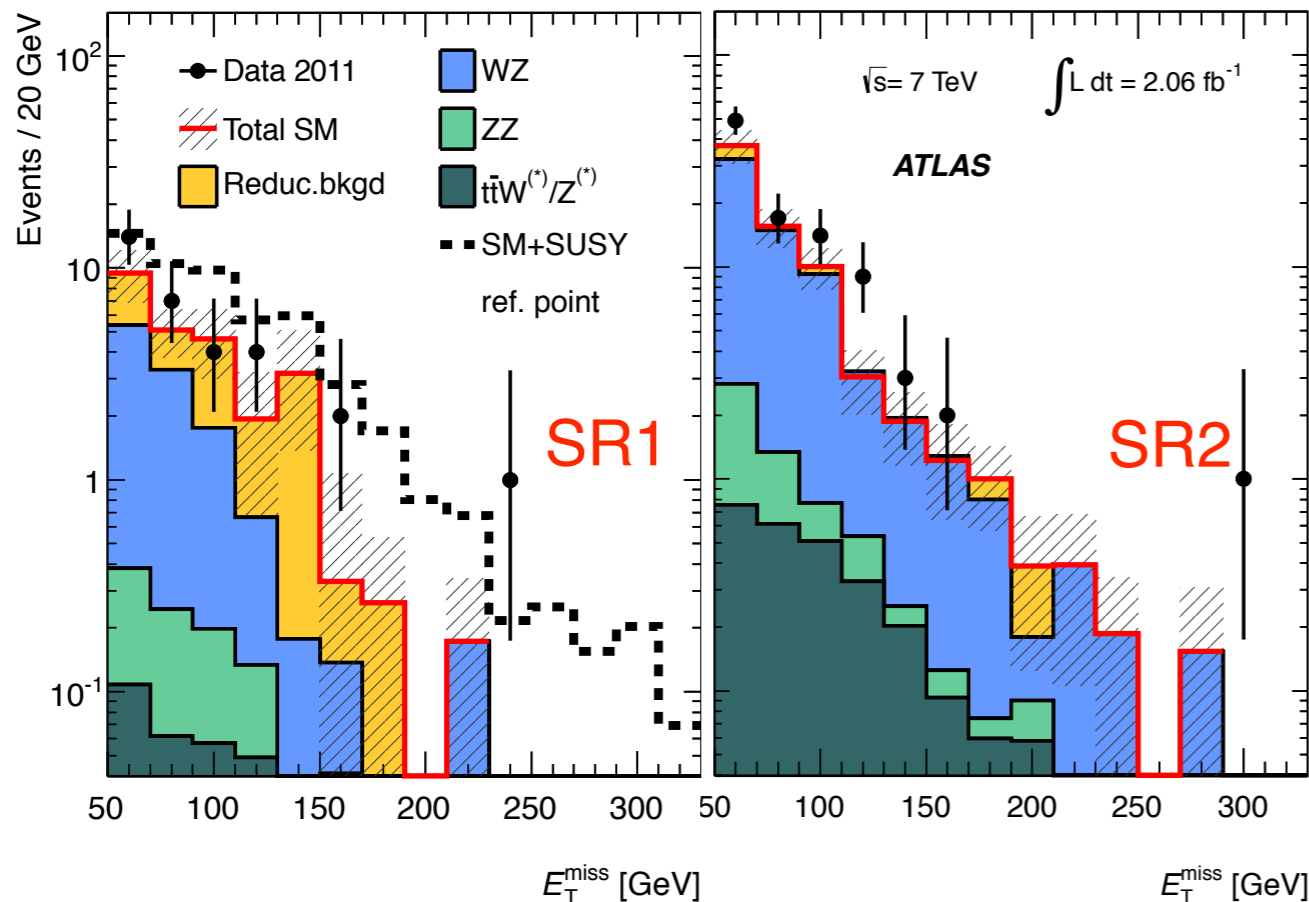 Events / 20 GeV
10²
10
1
10⁻¹
Data 2011
Total SM
Reduc.bkgd
WZ
ZZ
tt̄W⁽*⁾/Z⁽*⁾
SM+SUSY
ref. point
SR1
50 100 150 200 250 300
E_T^miss [GeV]
√s= 7 TeV ∫L dt = 2.06 fb⁻¹
ATLAS
SR2
50 100 150 200 250 300
E_T^miss [GeV]